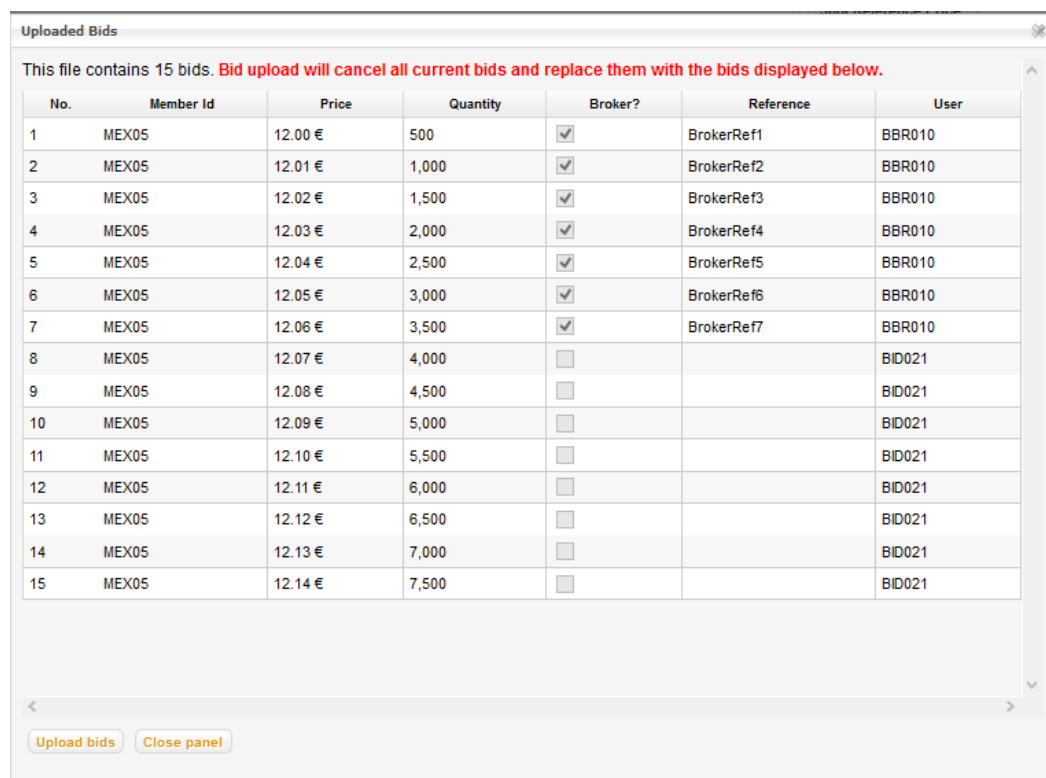 Uploaded Bids
This file contains 15 bids. Bid upload will cancel all current bids and replace them with the bids displayed below.
No. Member Id Price Quantity Broker? Reference User
1 MEX05 12.00 € 500 BrokerRef1 BBR010
2 MEX05 12.01 € 1,000 BrokerRef2 BBR010
3 MEX05 12.02 € 1,500 BrokerRef3 BBR010
4 MEX05 12.03 € 2,000 BrokerRef4 BBR010
5 MEX05 12.04 € 2,500 BrokerRef5 BBR010
6 MEX05 12.05 € 3,000 BrokerRef6 BBR010
7 MEX05 12.06 € 3,500 BrokerRef7 BBR010
8 MEX05 12.07 € 4,000 BID021
9 MEX05 12.08 € 4,500 BID021
10 MEX05 12.09 € 5,000 BID021
11 MEX05 12.10 € 5,500 BID021
12 MEX05 12.11 € 6,000 BID021
13 MEX05 12.12 € 6,500 BID021
14 MEX05 12.13 € 7,000 BID021
15 MEX05 12.14 € 7,500 BID021
Upload bids Close panel